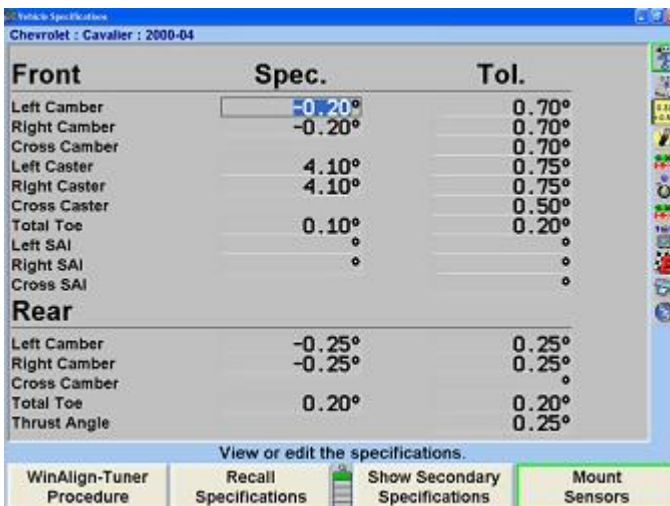 Vehicle Specifications
Chevrolet : Cavalier : 2000-04
Front Spec. Tol.
Left Camber -0.20° 0.70°
Right Camber -0.20° 0.70°
Cross Camber 0.70°
Left Caster 4.10° 0.75°
Right Caster 4.10° 0.75°
Cross Caster 0.50°
Total Toe 0.10° 0.20°
Left SAI ° °
Right SAI ° °
Cross SAI °
Rear
Left Camber -0.25° 0.25°
Right Camber -0.25° 0.25°
Cross Camber °
Total Toe 0.20° 0.20°
Thrust Angle 0.25°
View or edit the specifications.
WinAlign-Tuner Procedure
Recall Specifications
Show Secondary Specifications
Mount Sensors